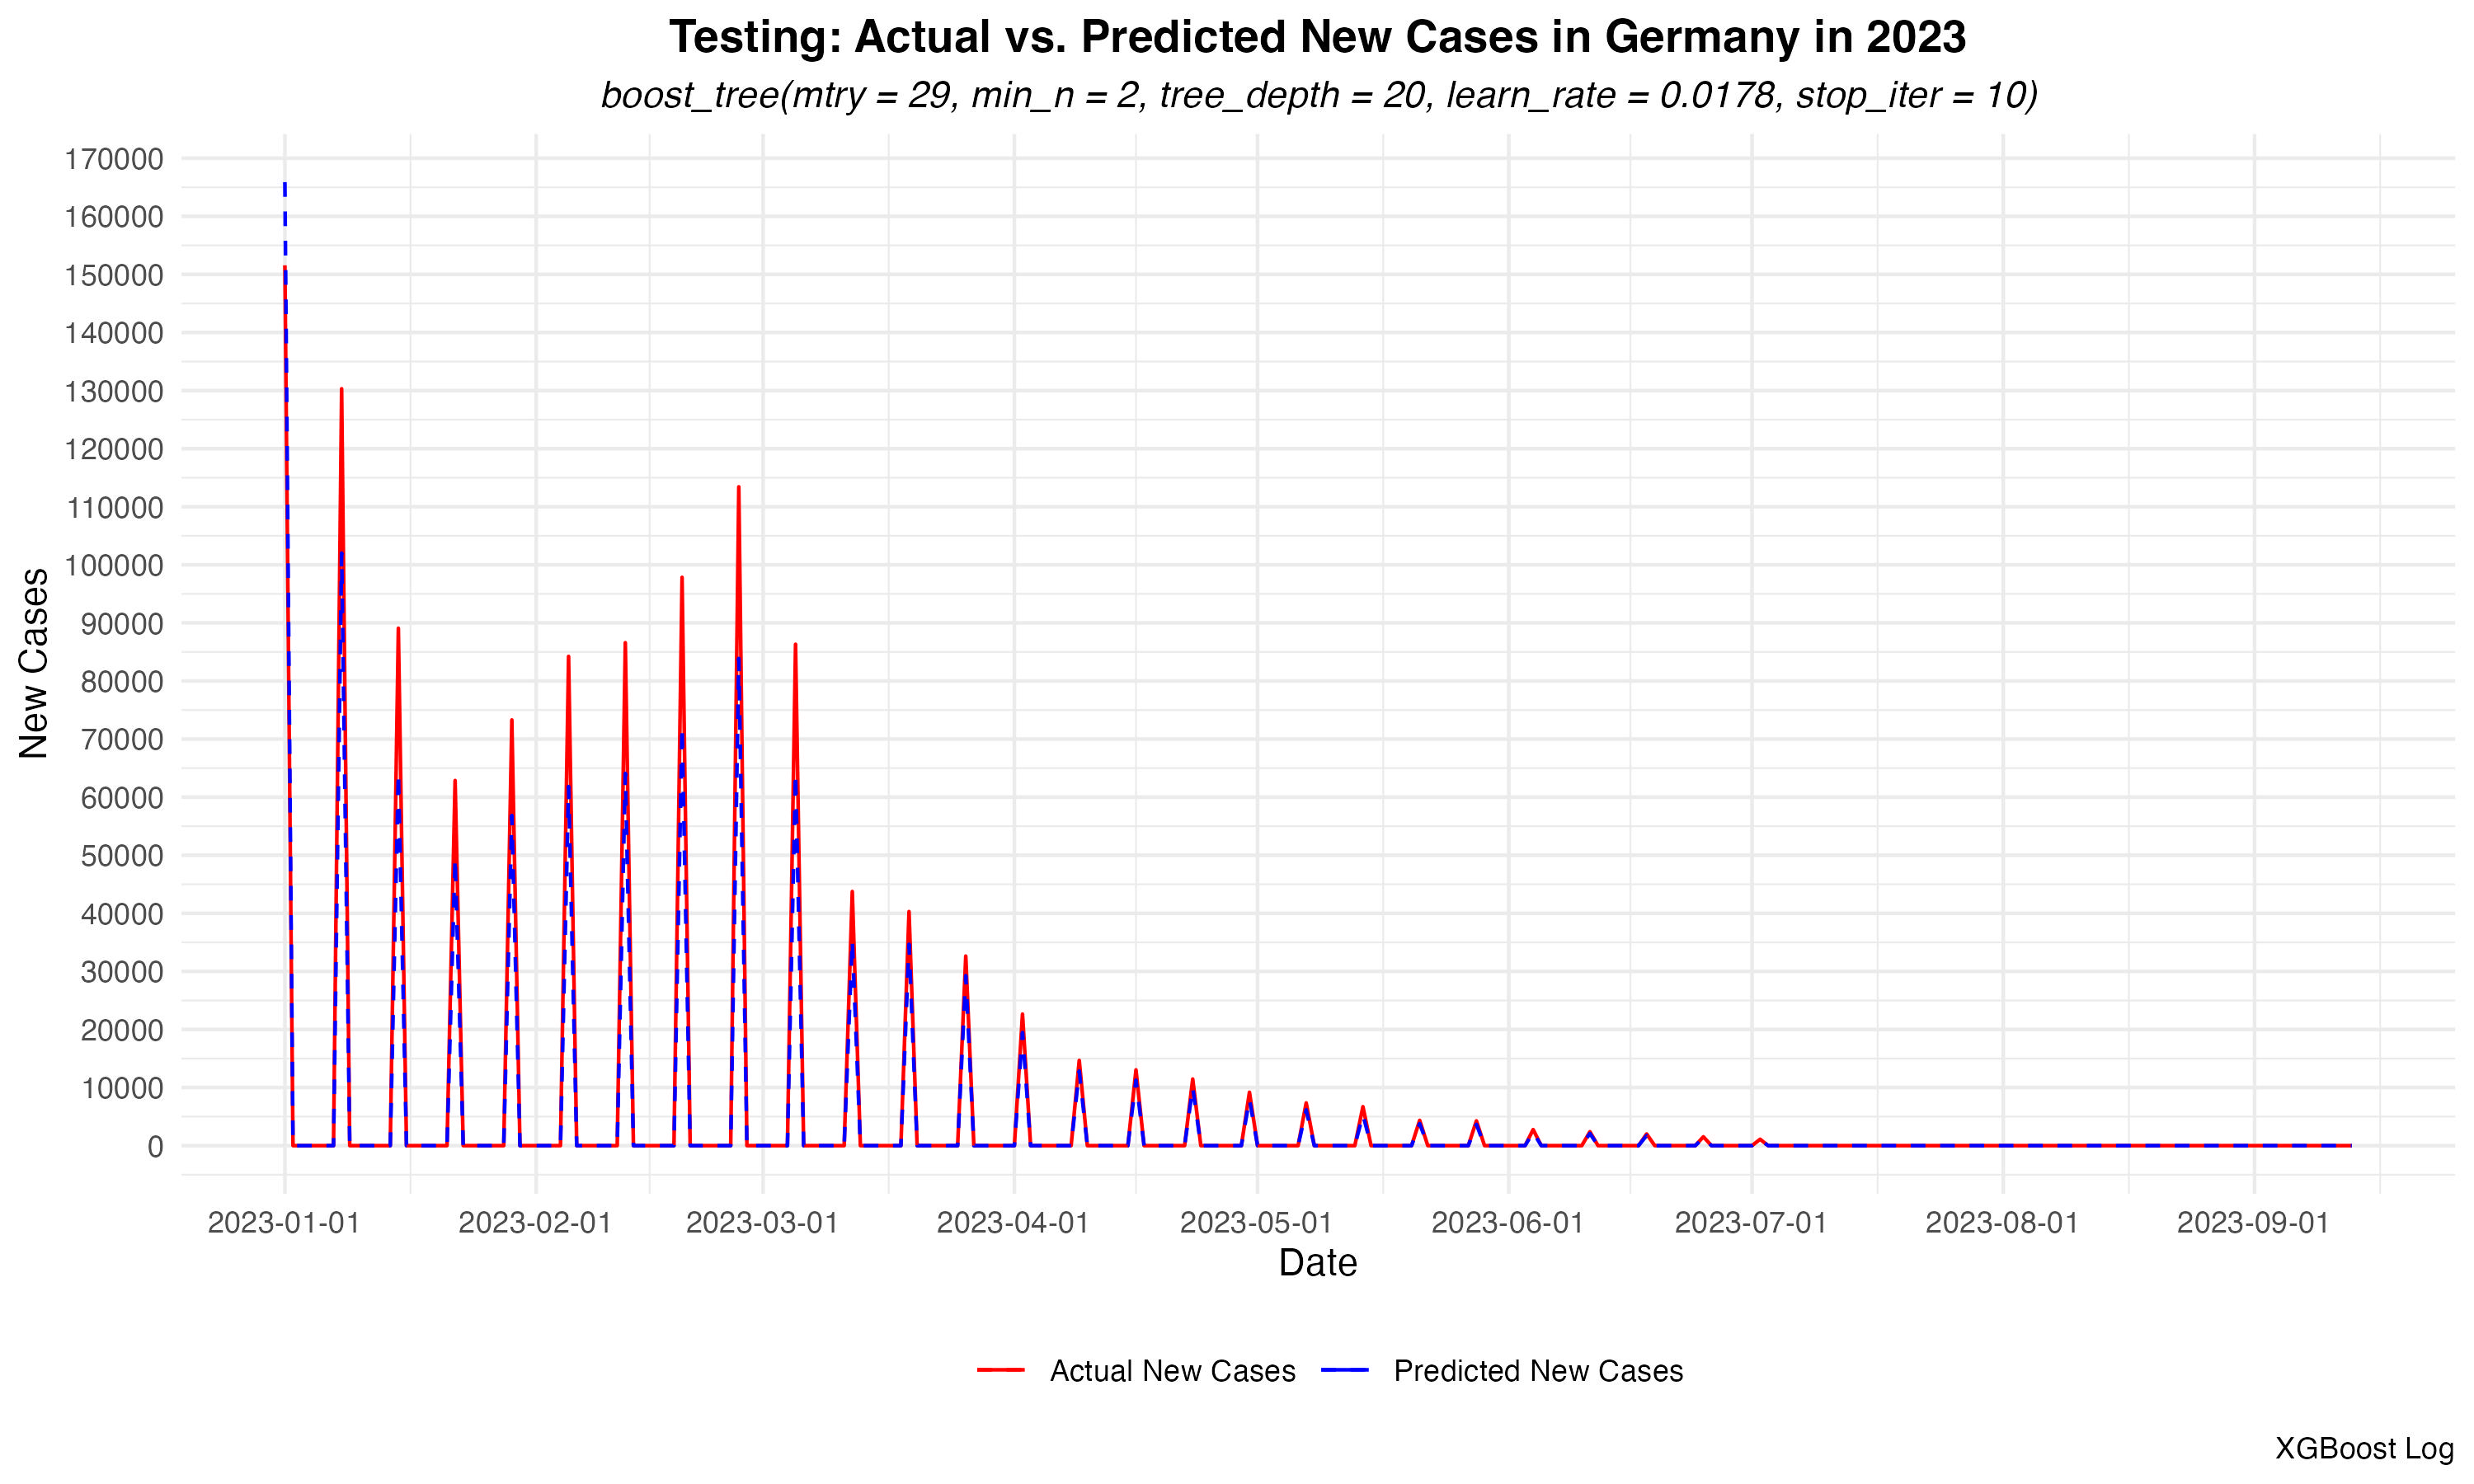 Testing: Actual vs. Predicted New Cases in Germany in 2023
boost_tree(mtry = 29, min_n = 2, tree_depth = 20, learn_rate = 0.0178, stop_iter = 10)
New Cases
170000
160000
150000
140000
130000
120000
110000
100000
90000
80000
70000
60000
50000
40000
30000
20000
10000
0
2023-01-01 2023-02-01 2023-03-01 2023-04-01 2023-05-01 2023-06-01 2023-07-01 2023-08-01 2023-09-01
Date
Actual New Cases Predicted New Cases
XGBoost Log